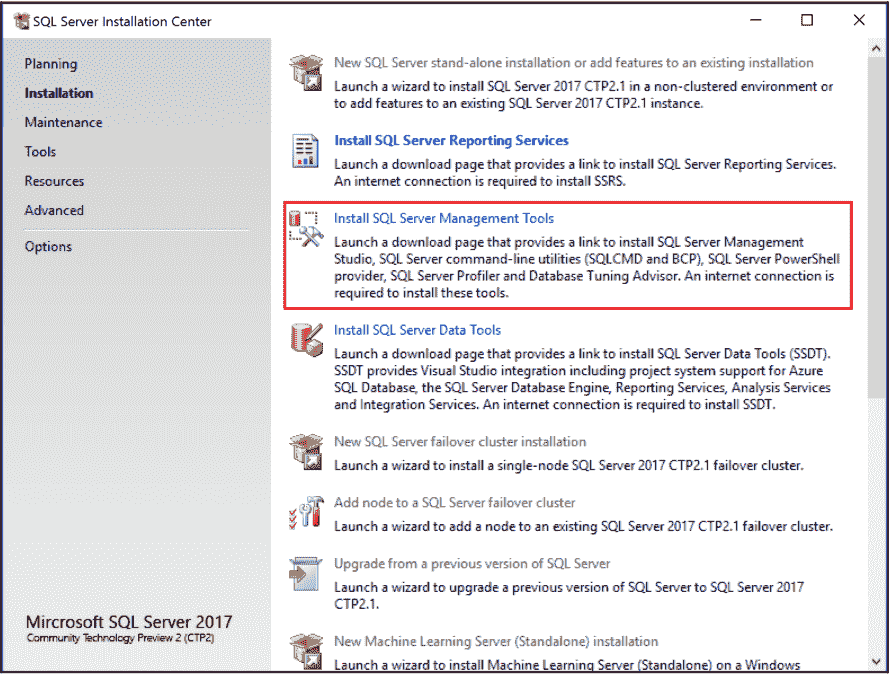 SQL Server Installation Center
Planning
Installation
Maintenance
Tools
Resources
Advanced
Options
Mircrosoft SQL Server 2017
Community Technology Preview 2 (CTP2)
New SQL Server stand-alone installation or add features to an existing installation
Launch a wizard to install SQL Server 2017 CTP2.1 in a non-clustered environment or
to add features to an existing SQL Server 2017 CTP2.1 instance.
Install SQL Server Reporting Services
Launch a download page that provides a link to install SQL Server Reporting Services.
An internet connection is required to install SSRS.
Install SQL Server Management Tools
Launch a download page that provides a link to install SQL Server Management
Studio, SQL Server command-line utilities (SQLCMD and BCP), SQL Server PowerShell
provider, SQL Server Profiler and Database Tuning Advisor. An internet connection is
required to install these tools.
Install SQL Server Data Tools
Launch a download page that provides a link to install SQL Server Data Tools (SSDT).
SSDT provides Visual Studio integration including project system support for Azure
SQL Database, the SQL Server Database Engine, Reporting Services, Analysis Services
and Integration Services. An internet connection is required to install SSDT.
New SQL Server failover cluster installation
Launch a wizard to install a single-node SQL Server 2017 CTP2.1 failover cluster.
Add node to a SQL Server failover cluster
Launch a wizard to add a node to an existing SQL Server 2017 CTP2.1 failover cluster.
Upgrade from a previous version of SQL Server
Launch a wizard to upgrade a previous version of SQL Server to SQL Server 2017
CTP2.1.
New Machine Learning Server (Standalone) installation
Launch a wizard to install Machine Learning Server (Standalone) on a Windows